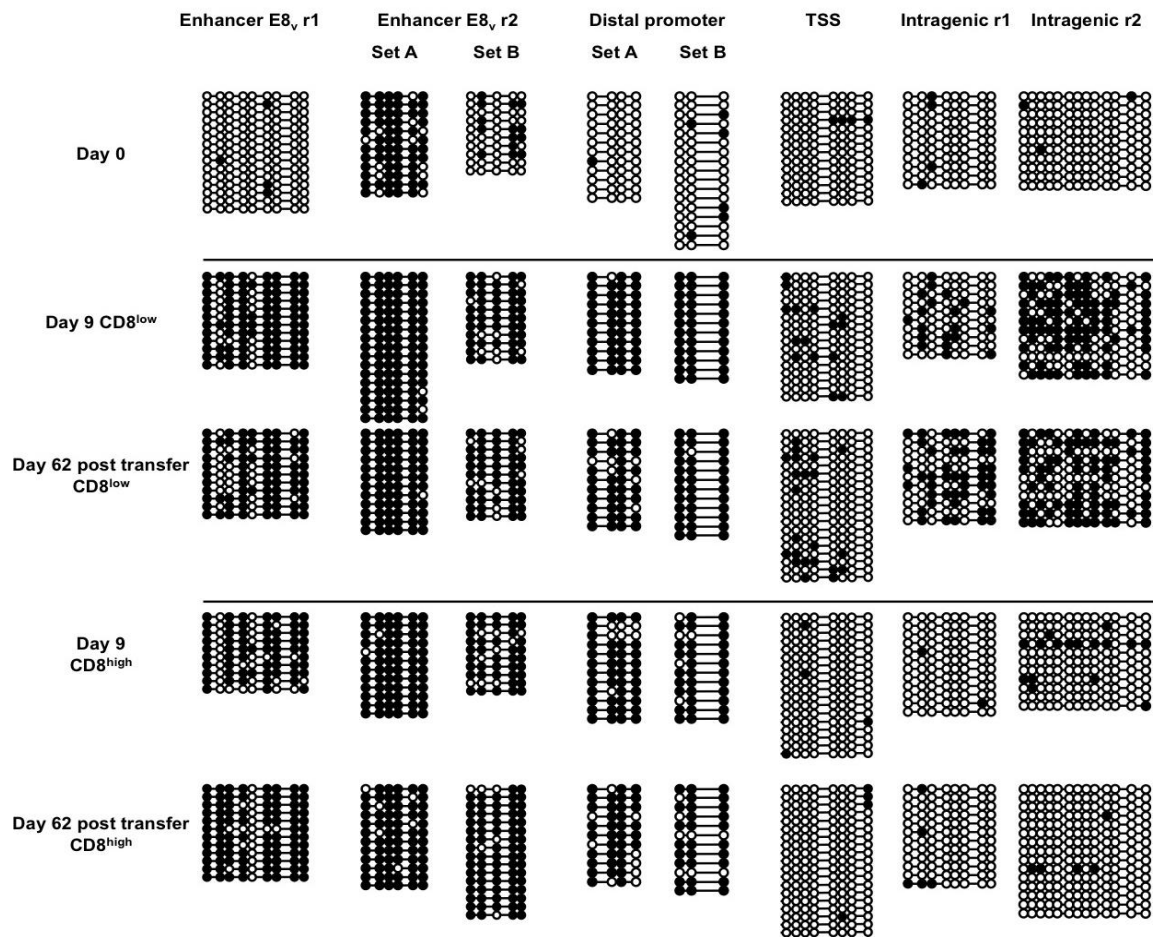 Enhancer E8ᵥ r1 Enhancer E8ᵥ r2 Distal promoter TSS Intragenic r1 Intragenic r2
Set A Set B Set A Set B
Day 0
Day 9 CD8ˡᵒʷ
Day 62 post transfer
CD8ˡᵒʷ
Day 9
CD8ʰⁱᵍʰ
Day 62 post transfer
CD8ʰⁱᵍʰ